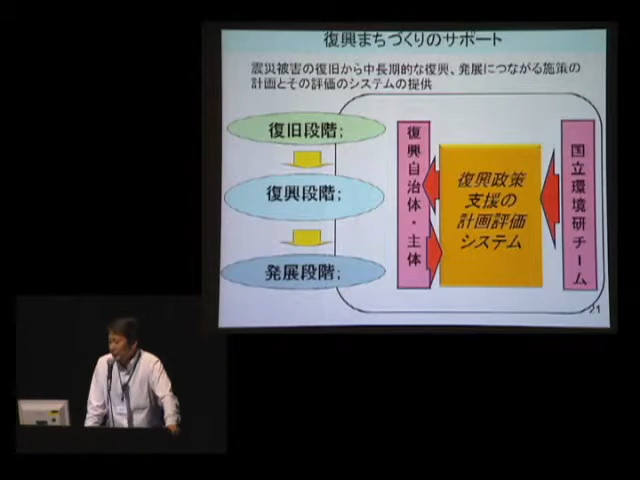 復興まちづくりのサポート
震災被害の復旧から中長期的な復興、発展につながる施策の
計画とその評価のシステムの提供
復旧段階;
復興段階;
発展段階;
復興自治体・主体
復興政策
支援の
計画評価
システム
国立環境研チーム
21